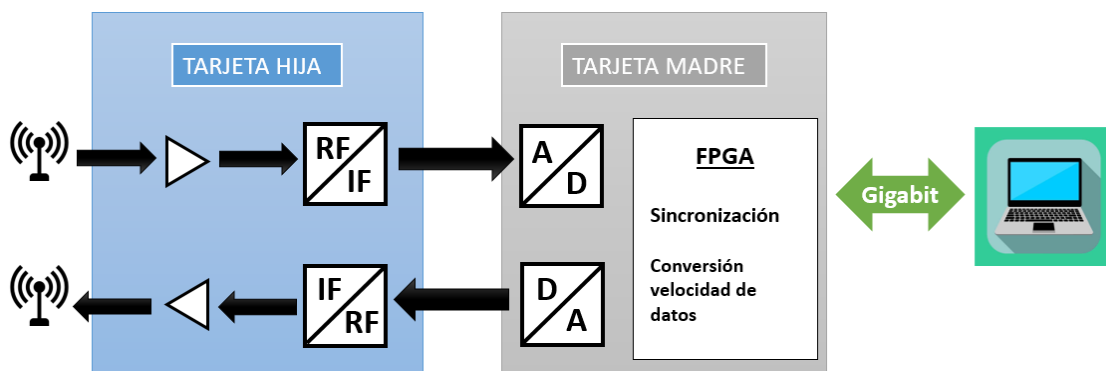 TARJETA HIJA
TARJETA MADRE
RF
IF
A
D
FPGA
Sincronización
Conversión
velocidad de
datos
Gigabit
IF
RF
D
A